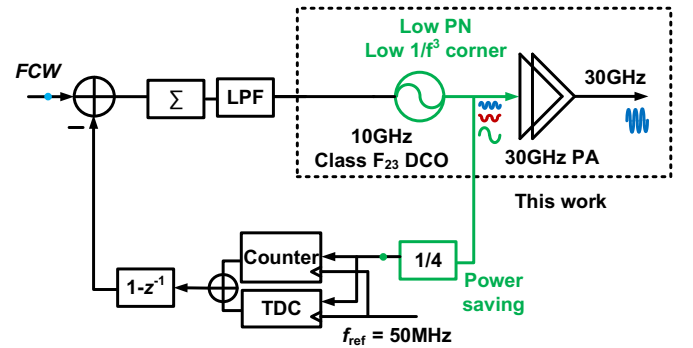 Low PN
Low 1/f³ corner
FCW
Σ
LPF
30GHz
10GHz
Class F₂₃ DCO
30GHz PA
This work
Counter
1/4
1-z⁻¹
TDC
Power
saving
f_ref = 50MHz